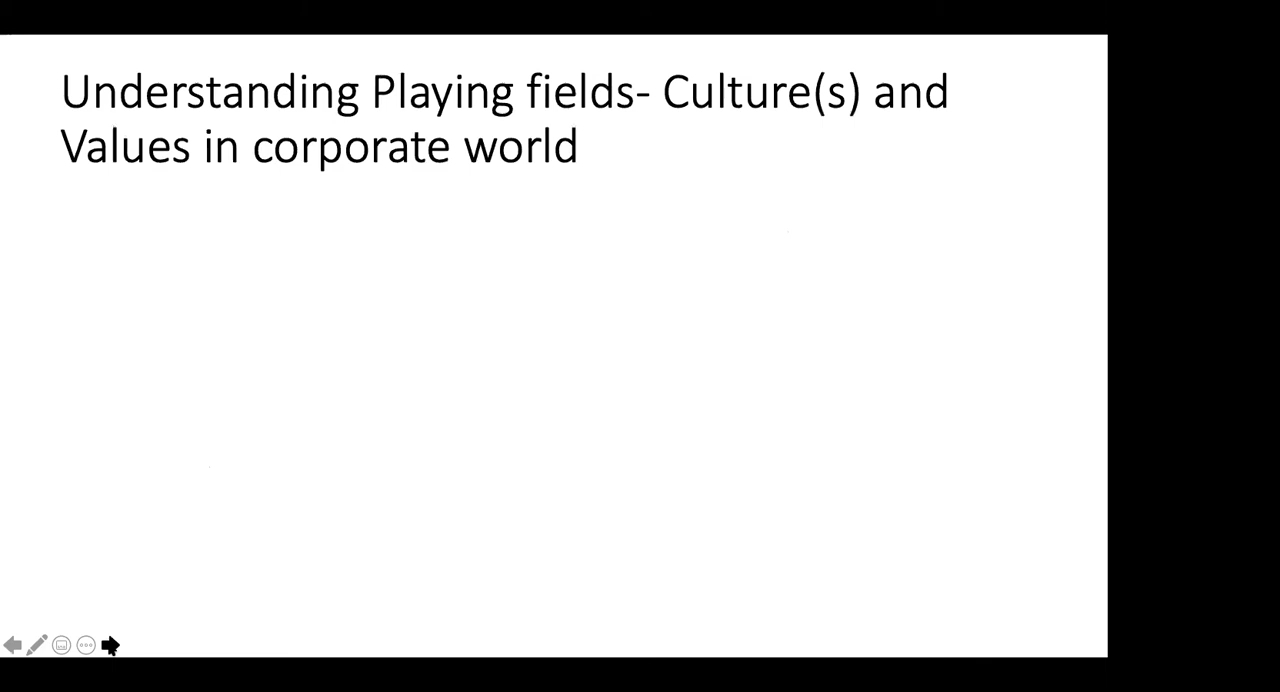 Understanding Playing fields- Culture(s) and
Values in corporate world